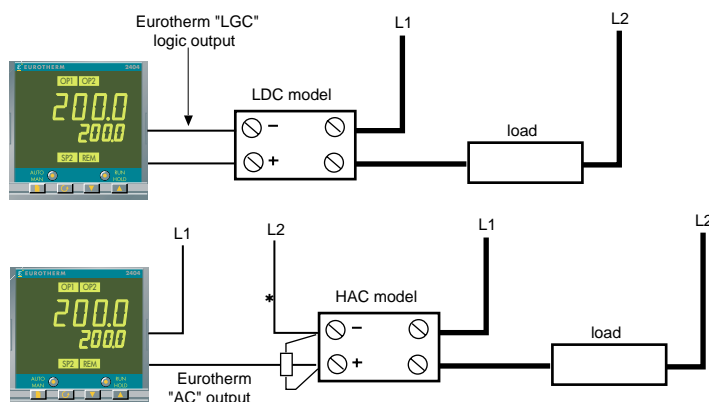 Eurotherm "LGC"
logic output
L1
L2
EUROTHERM 2404
OP1 OP2
200.0
200.0
SP2 REM
AUTO
MAN
RUN
HOLD
LDC model
−
+
load
L1
L2
L1
L2
EUROTHERM 2404
OP1 OP2
200.0
200.0
SP2 REM
AUTO
MAN
RUN
HOLD
*
HAC model
−
+
load
Eurotherm
"AC" output